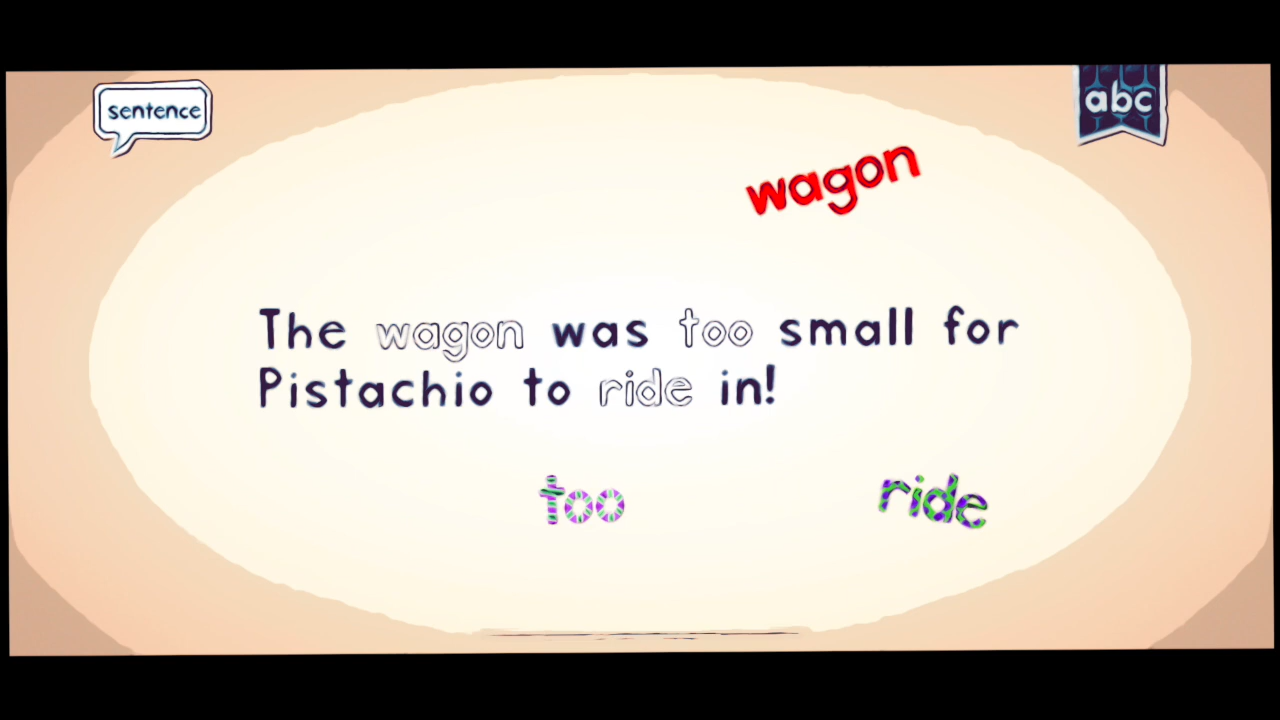 sentence
abc
wagon
The wagon was too small for
Pistachio to ride in!
too
ride